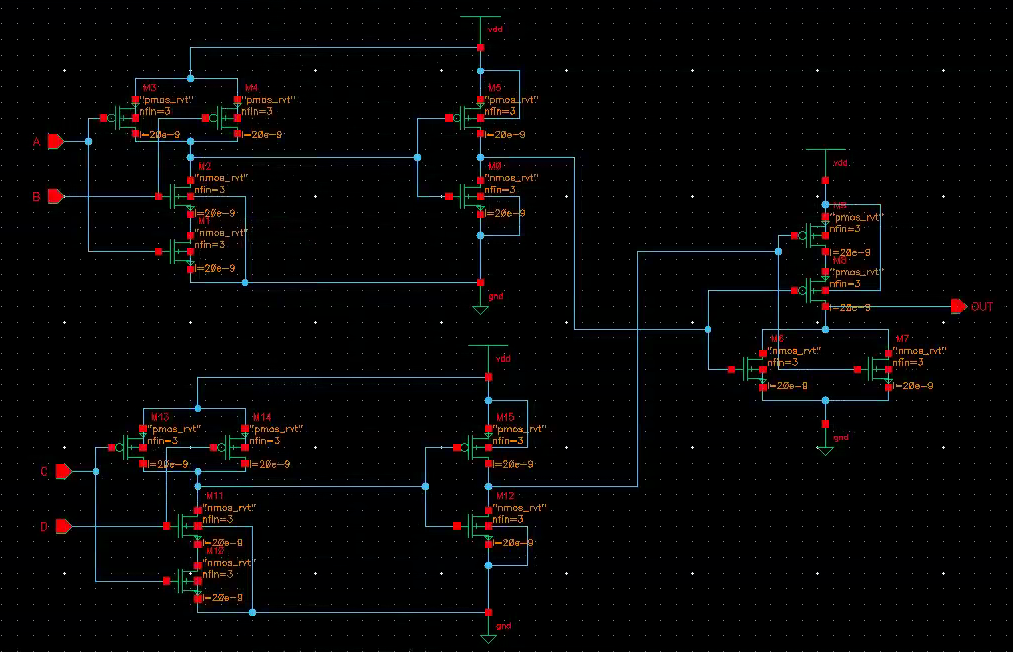 vdd
M3
M4
M5
"pmos_rvt"
"pmos_rvt"
"pmos_rvt"
nfin=3
nfin=3
nfin=3
A
l=20e-9
l=20e-9
l=20e-9
vdd
M2
M0
"nmos_rvt"
"nmos_rvt"
B
nfin=3
nfin=3
l=20e-9
l=20e-9
"pmos_rvt"
M1
nfin=3
"nmos_rvt"
nfin=3
l=20e-9
l=20e-9
"pmos_rvt"
nfin=3
gnd
l=20e-9
OUT
M7
"nmos_rvt"
"nmos_rvt"
vdd
nfin=3
nfin=3
l=20e-9
l=20e-9
M13
M14
M15
"pmos_rvt"
"pmos_rvt"
"pmos_rvt"
gnd
nfin=3
nfin=3
nfin=3
C
l=20e-9
l=20e-9
l=20e-9
M11
M12
"nmos_rvt"
"nmos_rvt"
nfin=3
nfin=3
D
l=20e-9
l=20e-9
M10
"nmos_rvt"
nfin=3
l=20e-9
gnd